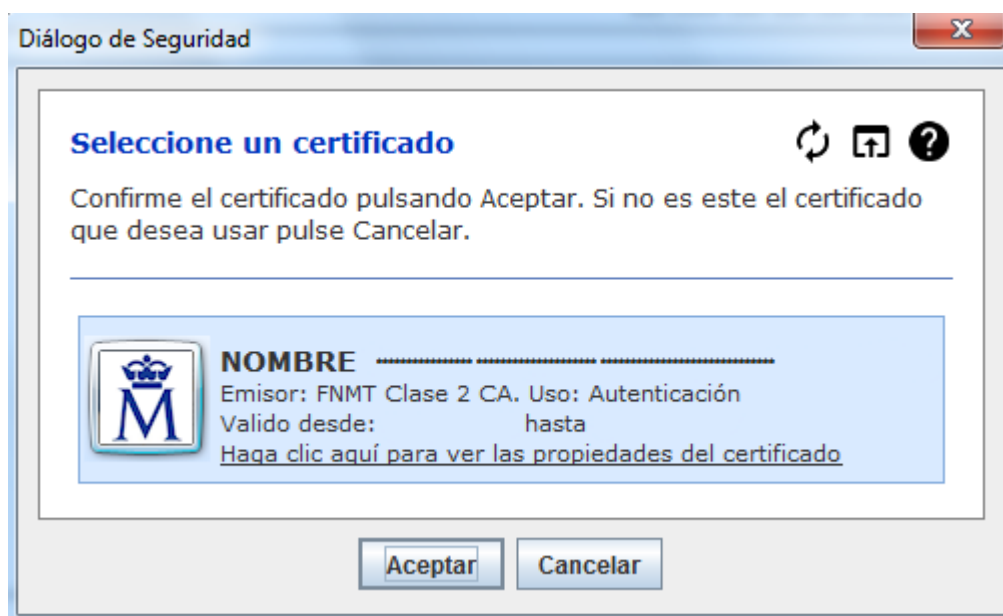 Diálogo de Seguridad
Seleccione un certificado
Confirme el certificado pulsando Aceptar. Si no es este el certificado
que desea usar pulse Cancelar.
NOMBRE
Emisor: FNMT Clase 2 CA. Uso: Autenticación
Valido desde: hasta
Haga clic aquí para ver las propiedades del certificado
Aceptar Cancelar